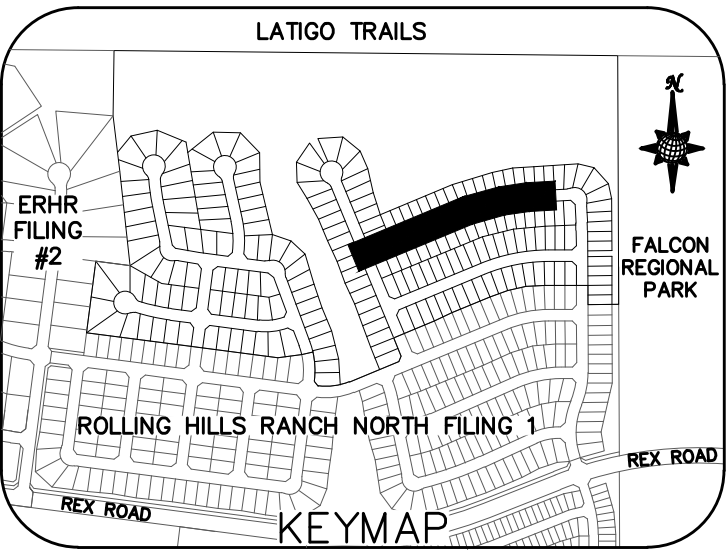 LATIGO TRAILS
N
ERHR
FILING
#2
FALCON
REGIONAL
PARK
ROLLING HILLS RANCH NORTH FILING 1
REX ROAD
REX ROAD
KEYMAP